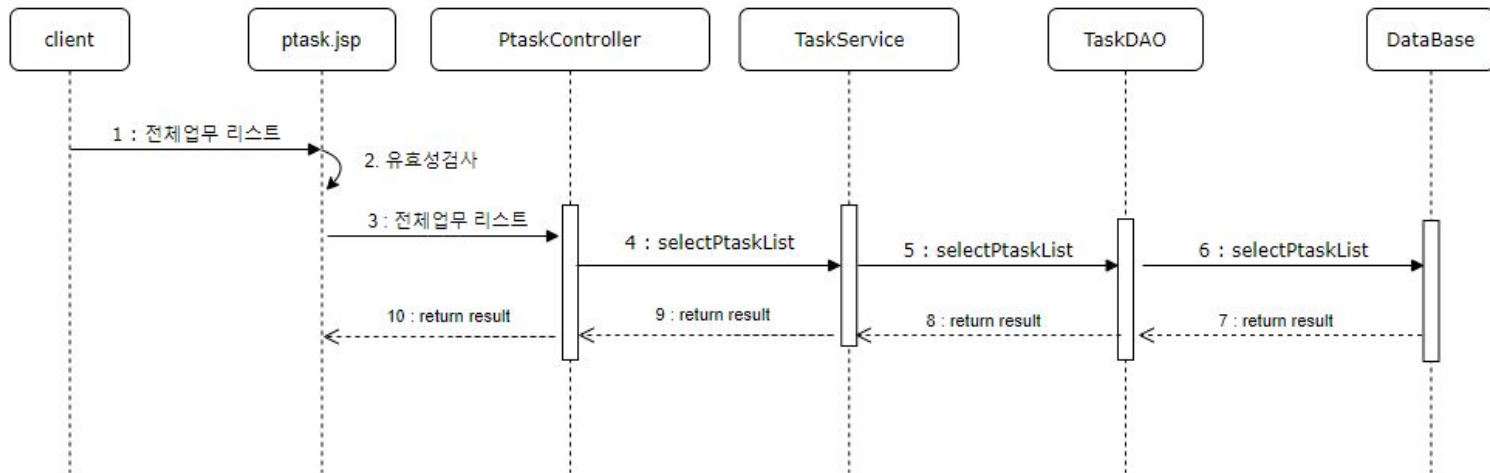 client
ptask.jsp
PtaskController
TaskService
TaskDAO
DataBase
1 : 전체업무 리스트
2. 유효성검사
3 : 전체업무 리스트
4 : selectPtaskList
5 : selectPtaskList
6 : selectPtaskList
10 : return result
9 : return result
8 : return result
7 : return result